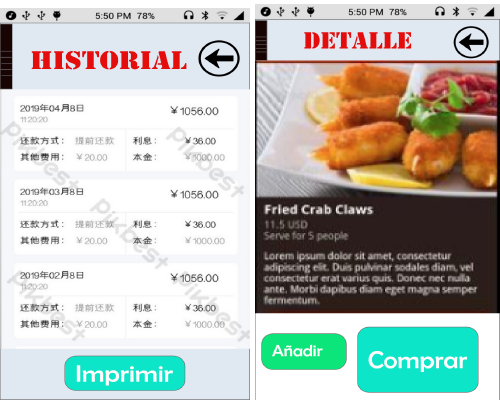 5:50 PM 78%
HISTORIAL
2019年04月8日
11:20:20
¥1056.00
还款方式： 提前还款 利息： ¥36.00
其他费用： ¥20.00 本金： ¥1000.00
2019年03月8日
11:20:20
¥1056.00
还款方式： 提前还款 利息： ¥36.00
其他费用： ¥20.00 本金： ¥1000.00
2019年02月8日
11:20:20
¥1056.00
还款方式： 提前还款 利息： ¥36.00
其他费用： ¥20.00 本金： ¥1000.00
Pikbest
Pikbest
Pikbest
Pikbest
Pikbest
Imprimir
5:50 PM 78%
DETALLE
Fried Crab Claws
11.5 USD
Serve for 5 people
Lorem ipsum dolor sit amet, consectetur
adipiscing elit. Duis pulvinar sodales diam, vel
consectetur erat varius quis. Donec nec nulla
ante. Morbi dapibus diam eget magna semper
fermentum.
Añadir
Comprar